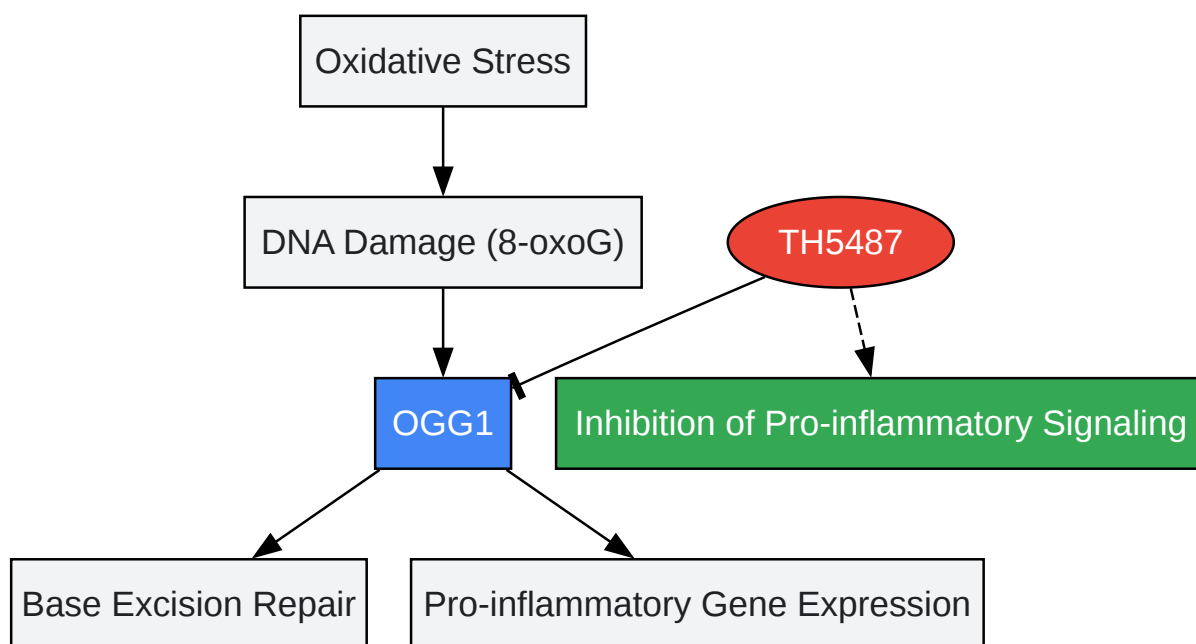 Oxidative Stress
DNA Damage (8-oxoG)
TH5487
OGG1
Inhibition of Pro-inflammatory Signaling
Base Excision Repair
Pro-inflammatory Gene Expression